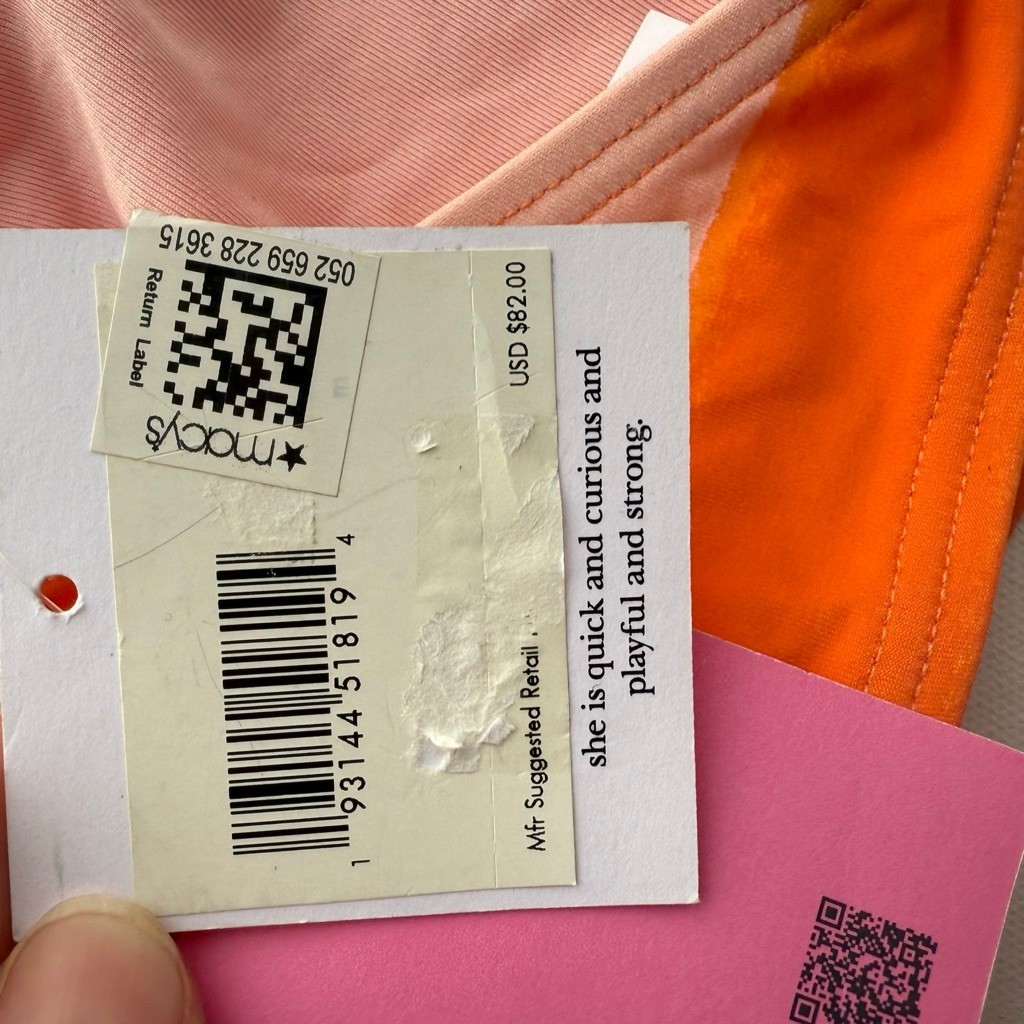 052 659 228 3615
Return Label
★macy's
1 93144 51819 4
Mfr Suggested Retail
USD $82.00
she is quick and curious and
playful and strong.